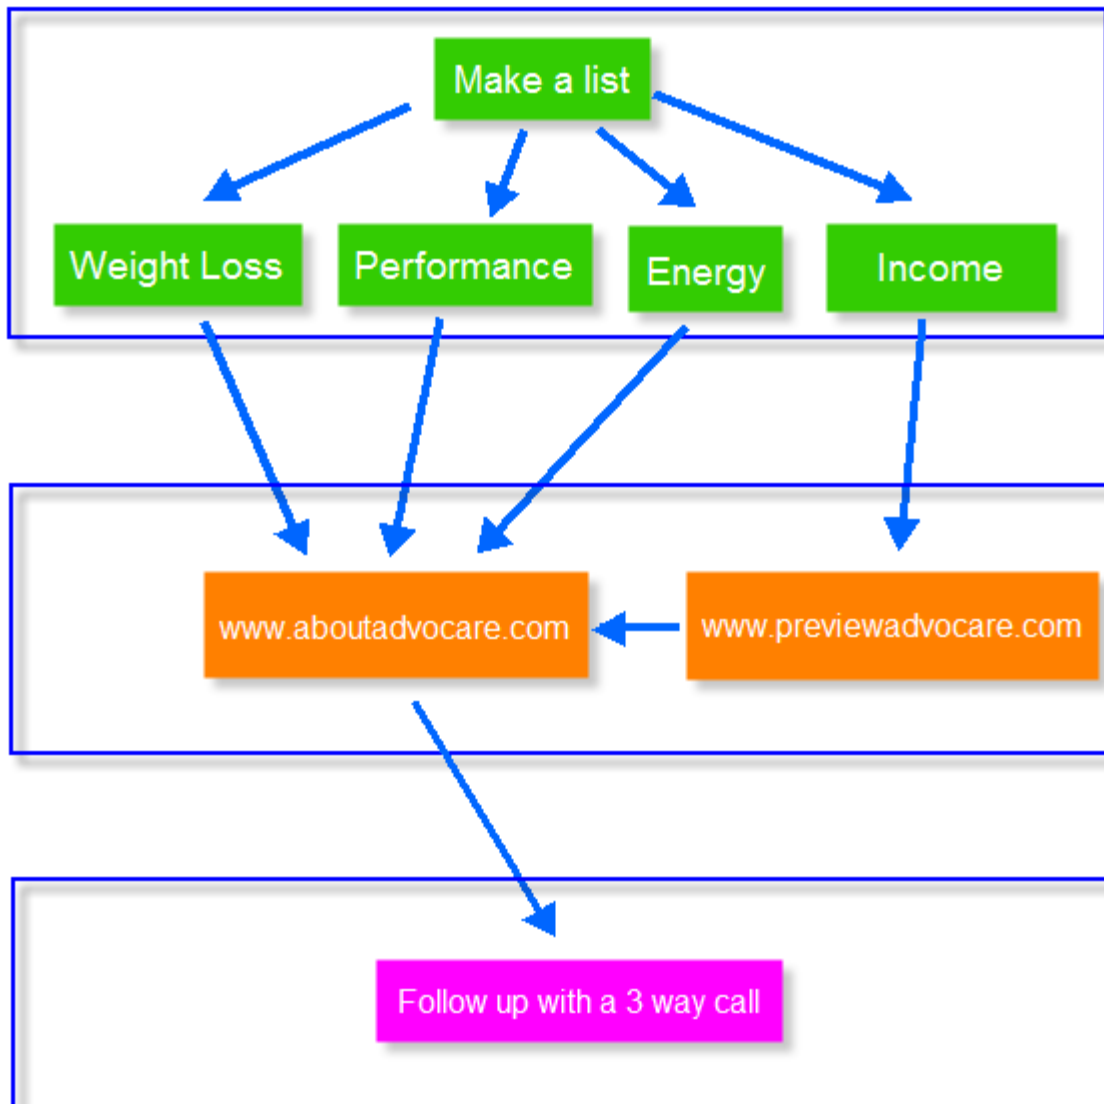 Make a list
Weight Loss
Performance
Energy
Income
www.aboutadvocare.com
www.previewadvocare.com
Follow up with a 3 way call